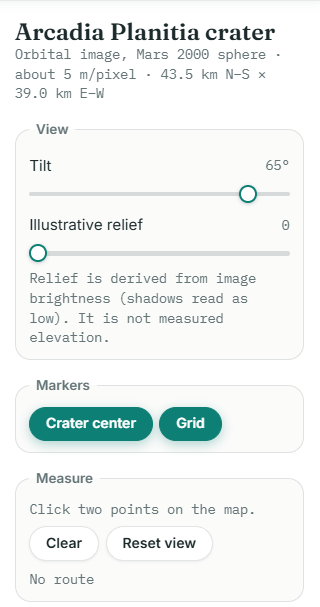 Arcadia Planitia crater
Orbital image, Mars 2000 sphere ·
about 5 m/pixel · 43.5 km N–S ×
39.0 km E–W
View
Tilt 65°
Illustrative relief 0
Relief is derived from image
brightness (shadows read as
low). It is not measured
elevation.
Markers
Crater center Grid
Measure
Click two points on the map.
Clear Reset view
No route